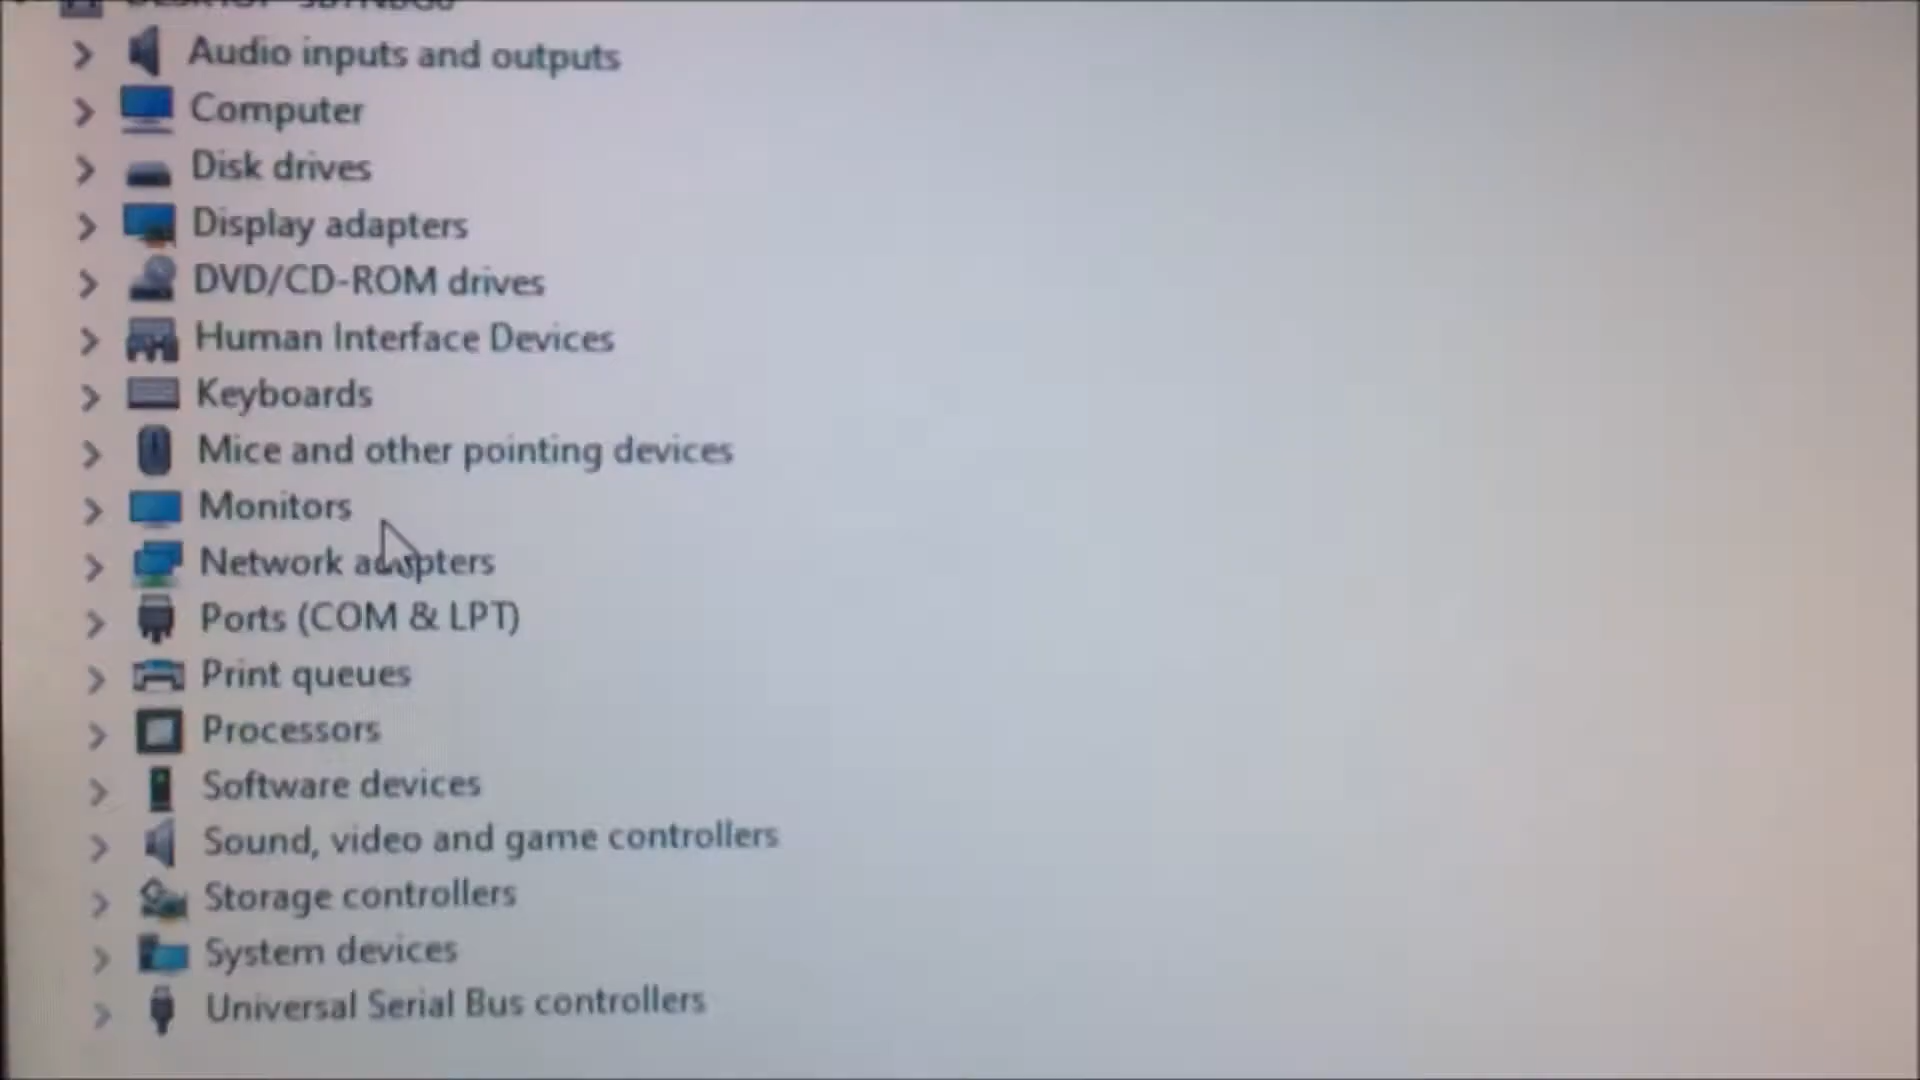 Audio inputs and outputs
Computer
Disk drives
Display adapters
DVD/CD-ROM drives
Human Interface Devices
Keyboards
Mice and other pointing devices
Monitors
Network adapters
Ports (COM & LPT)
Print queues
Processors
Software devices
Sound, video and game controllers
Storage controllers
System devices
Universal Serial Bus controllers